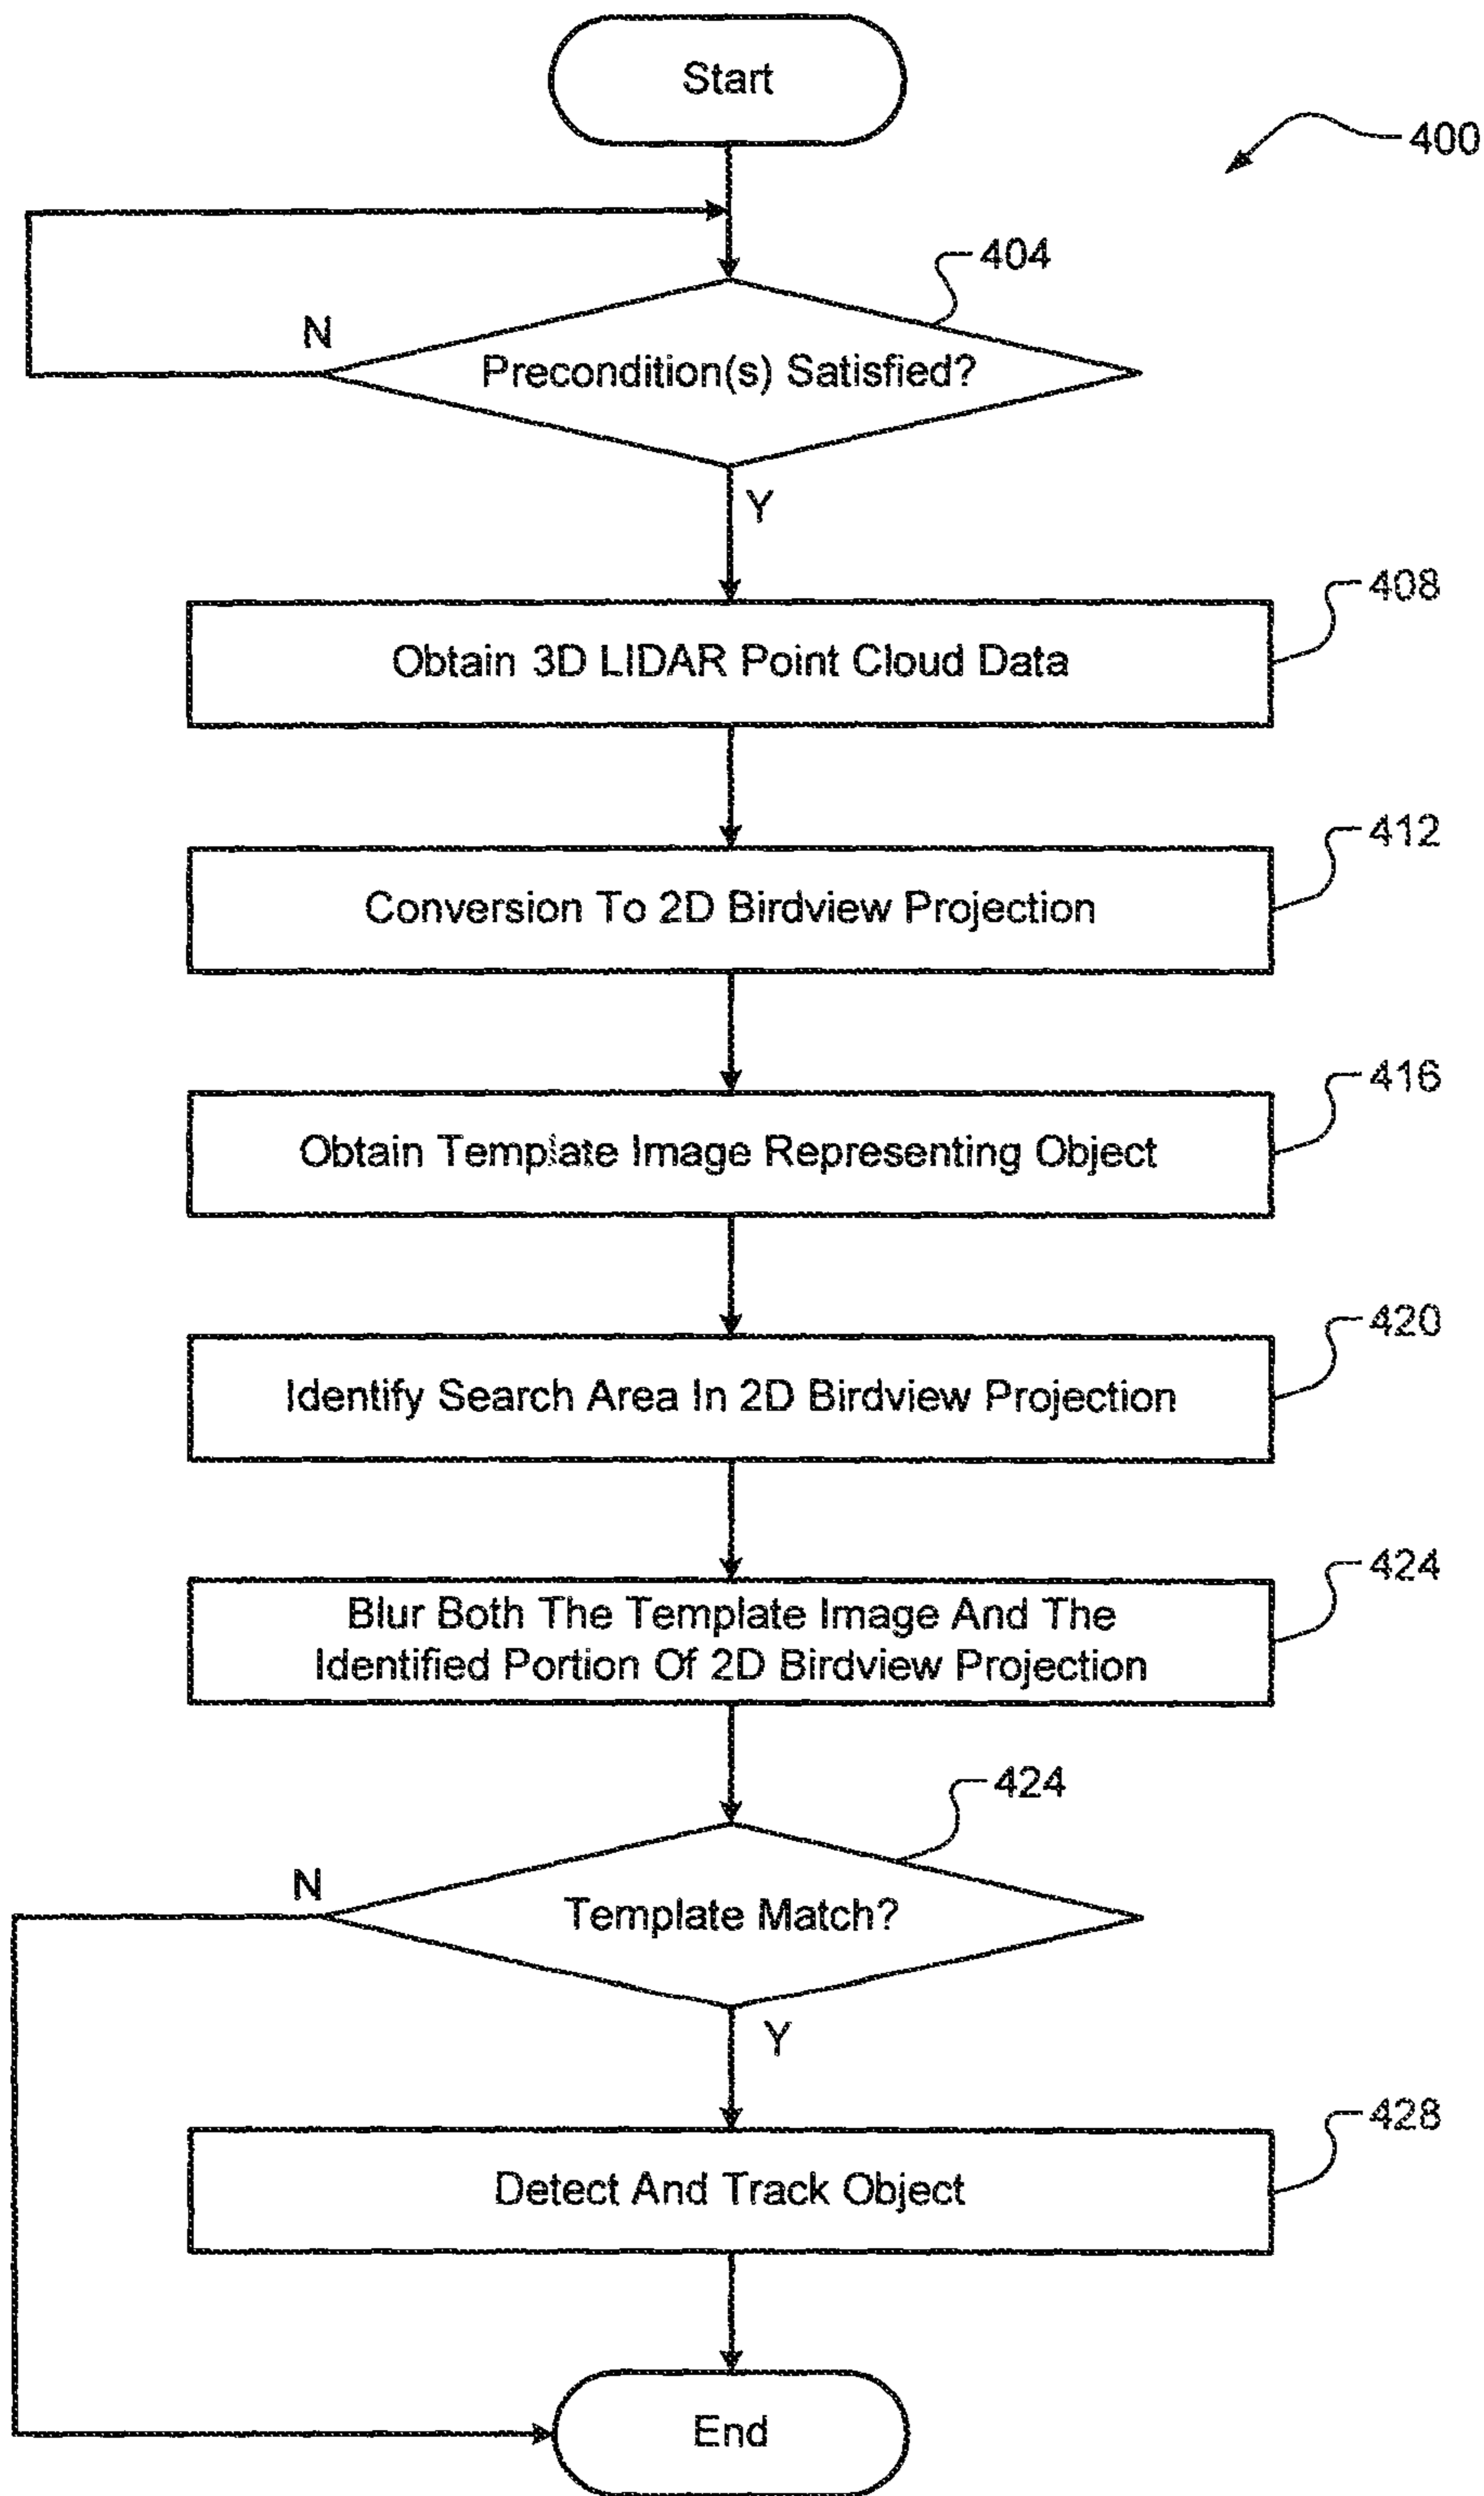 Start
400
404
N
Precondition(s) Satisfied?
Y
408
Obtain 3D LIDAR Point Cloud Data
412
Conversion To 2D Birdview Projection
416
Obtain Template Image Representing Object
420
Identify Search Area In 2D Birdview Projection
424
Blur Both The Template Image And The
Identified Portion Of 2D Birdview Projection
424
N
Template Match?
Y
428
Detect And Track Object
End